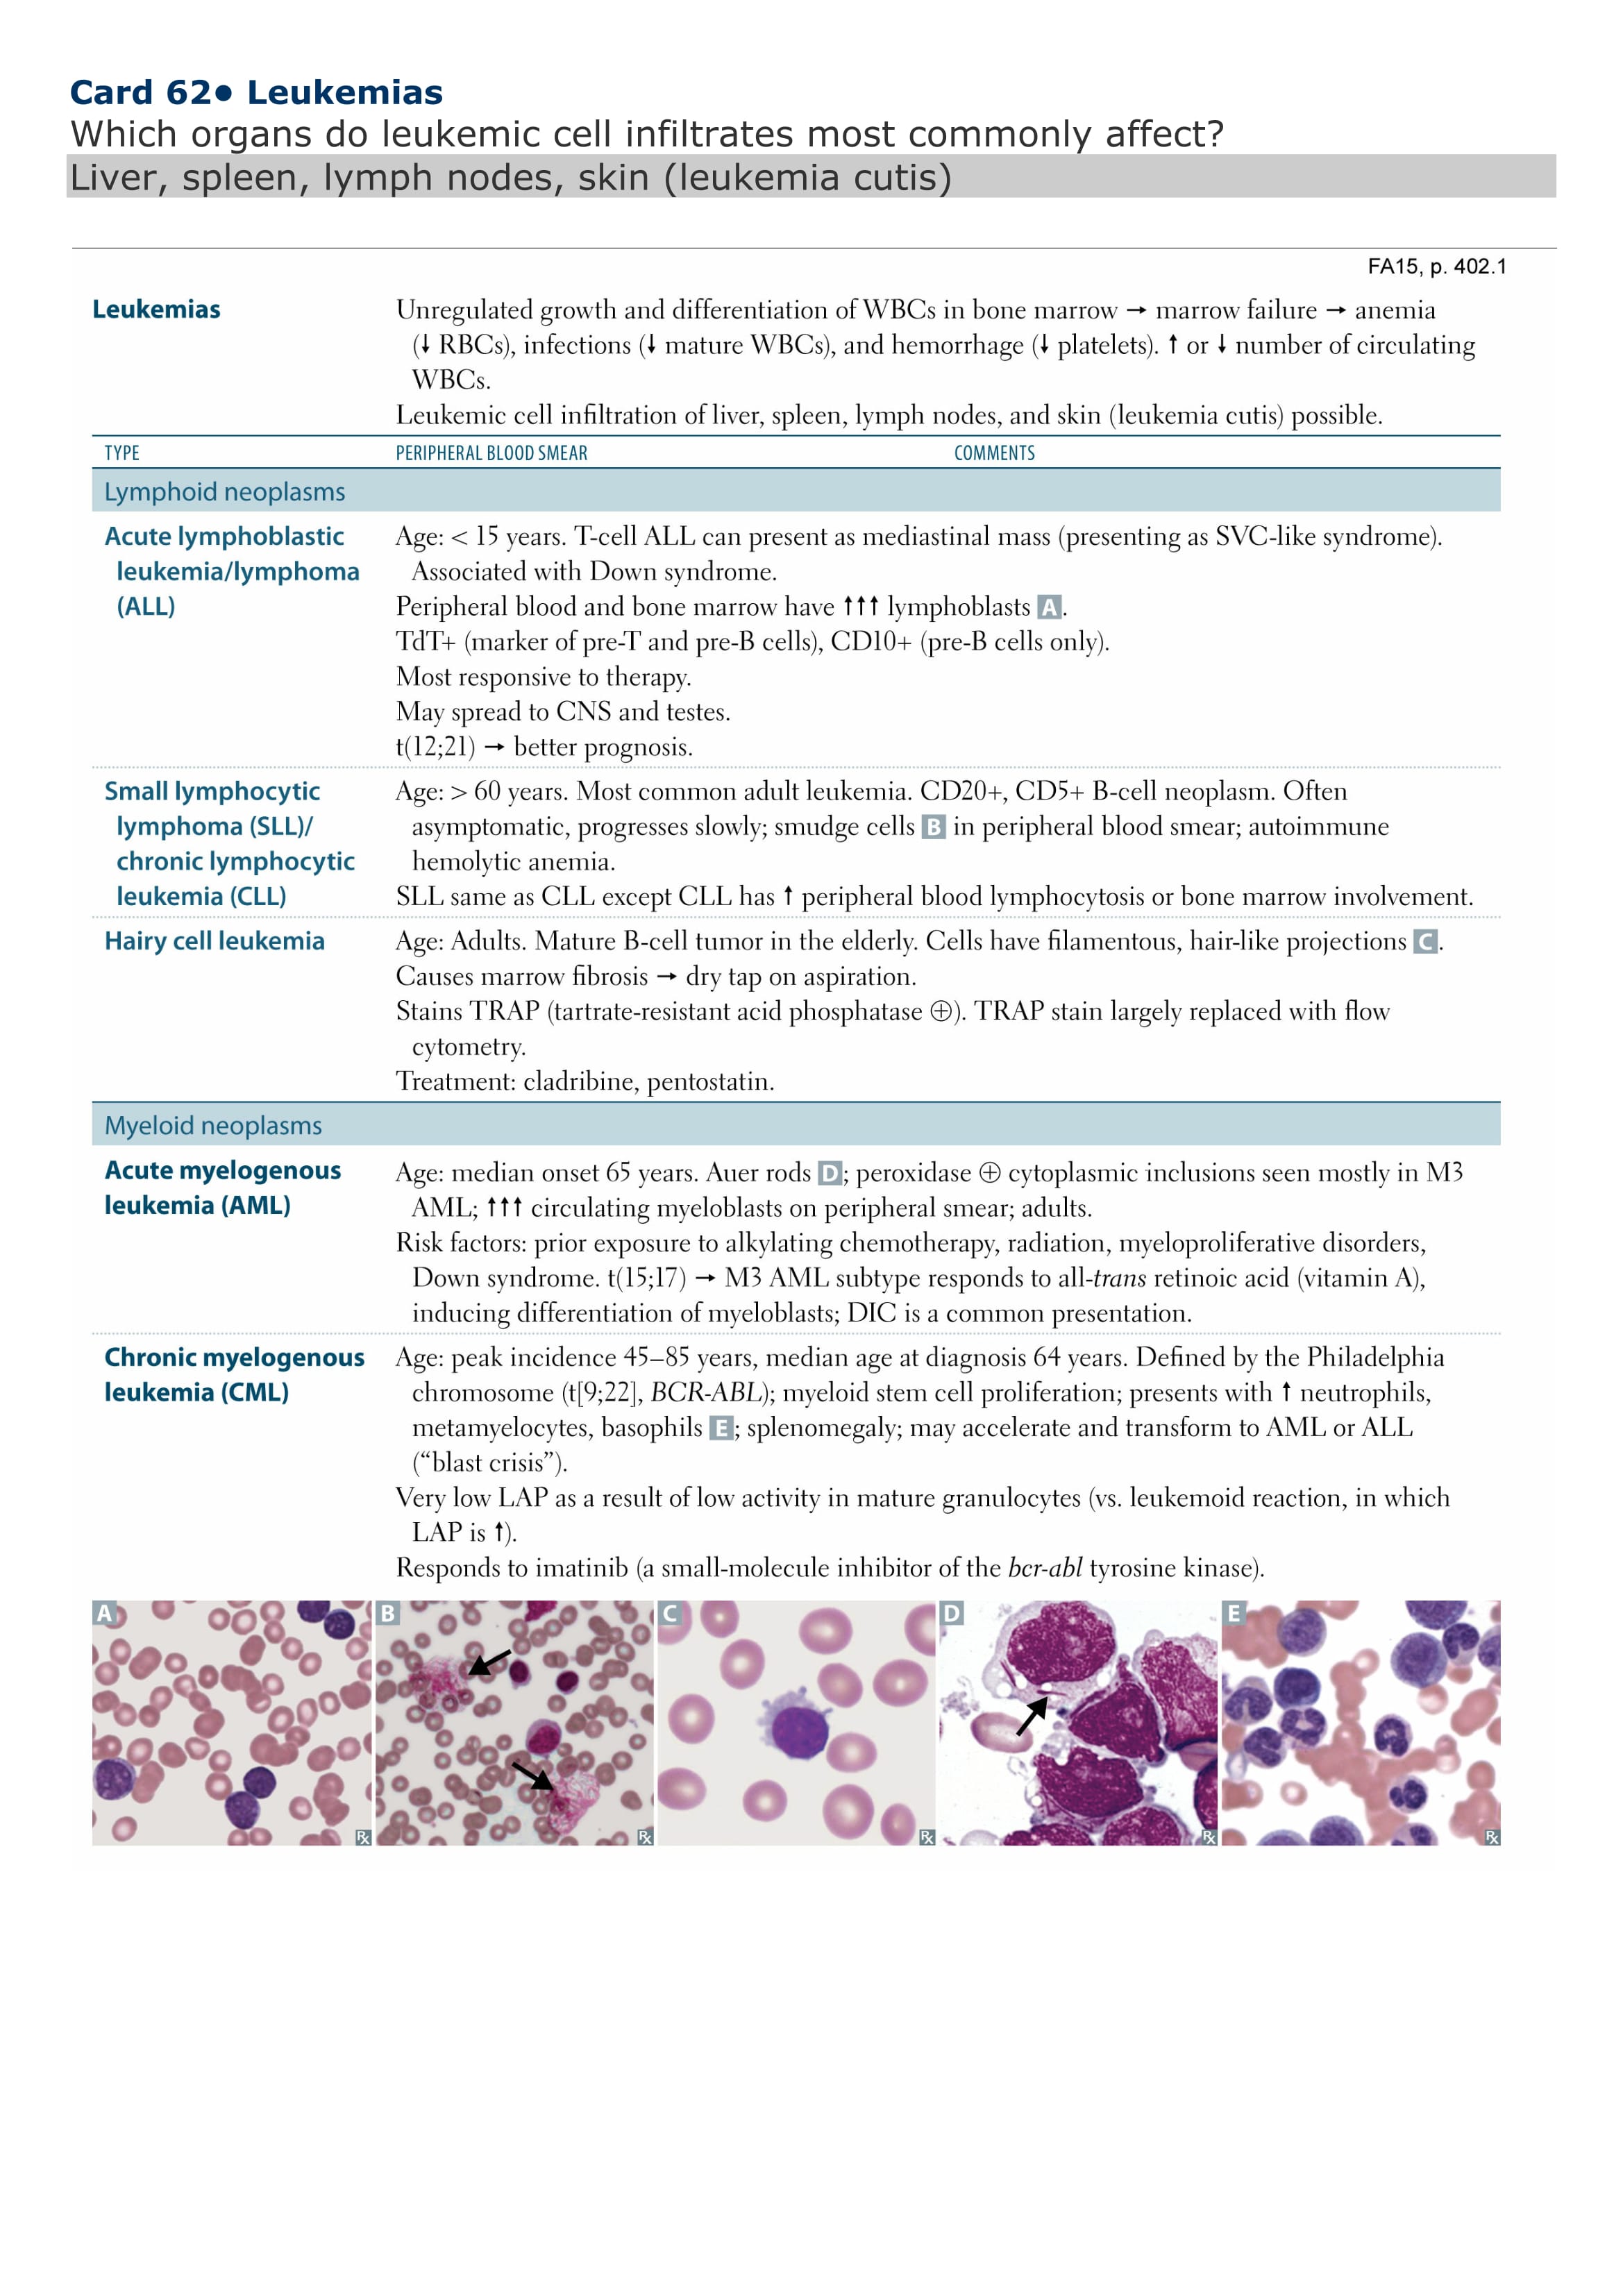 Card 62● Leukemias
Which organs do leukemic cell infiltrates most commonly affect?
Liver, spleen, lymph nodes, skin (leukemia cutis)
FA15, p. 402.1
Leukemias
Unregulated growth and differentiation of WBCs in bone marrow → marrow failure → anemia
(↓ RBCs), infections (↓ mature WBCs), and hemorrhage (↓ platelets). ↑ or ↓ number of circulating
WBCs.
Leukemic cell infiltration of liver, spleen, lymph nodes, and skin (leukemia cutis) possible.
TYPE PERIPHERAL BLOOD SMEAR COMMENTS
Lymphoid neoplasms
Acute lymphoblastic
leukemia/lymphoma
(ALL)
Age: < 15 years. T-cell ALL can present as mediastinal mass (presenting as SVC-like syndrome).
Associated with Down syndrome.
Peripheral blood and bone marrow have ↑↑↑ lymphoblasts A.
TdT+ (marker of pre-T and pre-B cells), CD10+ (pre-B cells only).
Most responsive to therapy.
May spread to CNS and testes.
t(12;21) → better prognosis.
Small lymphocytic
lymphoma (SLL)/
chronic lymphocytic
leukemia (CLL)
Age: > 60 years. Most common adult leukemia. CD20+, CD5+ B-cell neoplasm. Often
asymptomatic, progresses slowly; smudge cells B in peripheral blood smear; autoimmune
hemolytic anemia.
SLL same as CLL except CLL has ↑ peripheral blood lymphocytosis or bone marrow involvement.
Hairy cell leukemia
Age: Adults. Mature B-cell tumor in the elderly. Cells have filamentous, hair-like projections C.
Causes marrow fibrosis → dry tap on aspiration.
Stains TRAP (tartrate-resistant acid phosphatase ⊕). TRAP stain largely replaced with flow
cytometry.
Treatment: cladribine, pentostatin.
Myeloid neoplasms
Acute myelogenous
leukemia (AML)
Age: median onset 65 years. Auer rods D; peroxidase ⊕ cytoplasmic inclusions seen mostly in M3
AML; ↑↑↑ circulating myeloblasts on peripheral smear; adults.
Risk factors: prior exposure to alkylating chemotherapy, radiation, myeloproliferative disorders,
Down syndrome. t(15;17) → M3 AML subtype responds to all-trans retinoic acid (vitamin A),
inducing differentiation of myeloblasts; DIC is a common presentation.
Chronic myelogenous
leukemia (CML)
Age: peak incidence 45–85 years, median age at diagnosis 64 years. Defined by the Philadelphia
chromosome (t[9;22], BCR-ABL); myeloid stem cell proliferation; presents with ↑ neutrophils,
metamyelocytes, basophils E; splenomegaly; may accelerate and transform to AML or ALL
(“blast crisis”).
Very low LAP as a result of low activity in mature granulocytes (vs. leukemoid reaction, in which
LAP is ↑).
Responds to imatinib (a small-molecule inhibitor of the bcr-abl tyrosine kinase).
A B C D E
℞ ℞ ℞ ℞ ℞